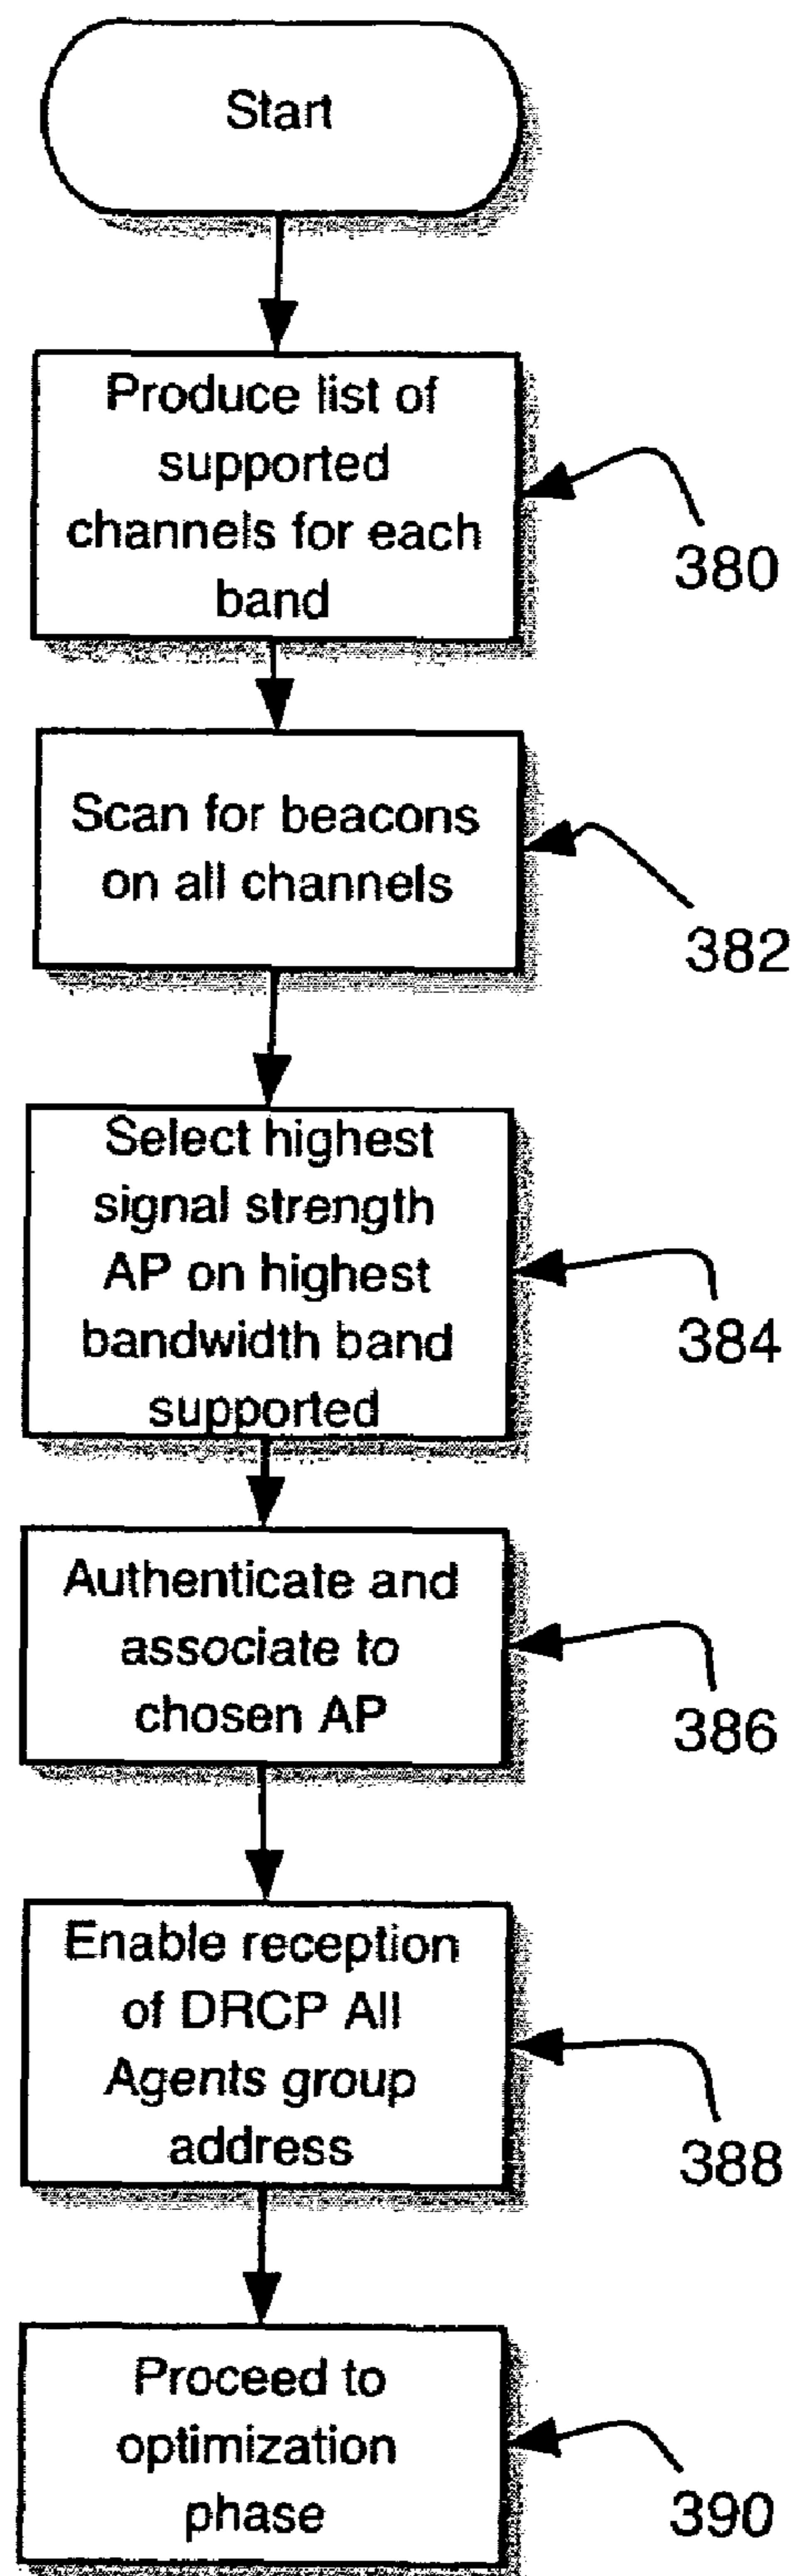 Start
Produce list of
supported
channels for each
band
380
Scan for beacons
on all channels
382
Select highest
signal strength
AP on highest
bandwidth band
supported
384
Authenticate and
associate to
chosen AP
386
Enable reception
of DRCP All
Agents group
address
388
Proceed to
optimization
phase
390